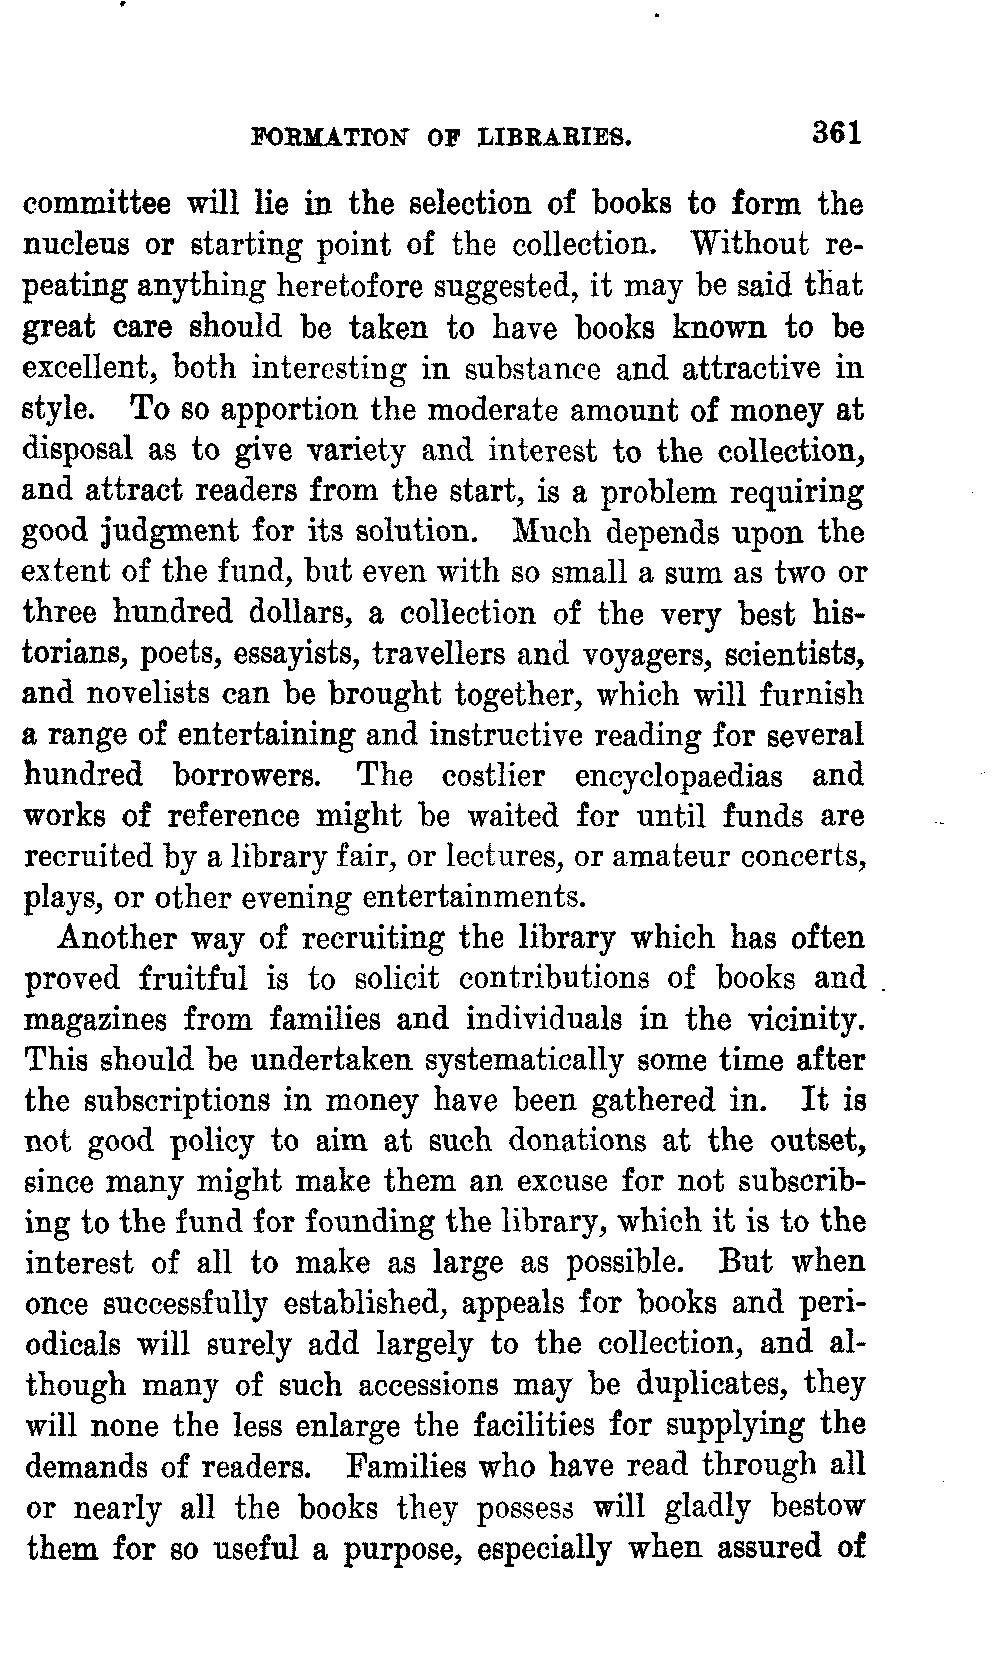 FORMATION OF LIBRARIES. 361
committee will lie in the selection of books to form the
nucleus or starting point of the collection. Without re-
peating anything heretofore suggested, it may be said that
great care should be taken to have books known to be
excellent, both interesting in substance and attractive in
style. To so apportion the moderate amount of money at
disposal as to give variety and interest to the collection,
and attract readers from the start, is a problem requiring
good judgment for its solution. Much depends upon the
extent of the fund, but even with so small a sum as two or
three hundred dollars, a collection of the very best his-
torians, poets, essayists, travellers and voyagers, scientists,
and novelists can be brought together, which will furnish
a range of entertaining and instructive reading for several
hundred borrowers. The costlier encyclopaedias and
works of reference might be waited for until funds are
recruited by a library fair, or lectures, or amateur concerts,
plays, or other evening entertainments.
Another way of recruiting the library which has often
proved fruitful is to solicit contributions of books and
magazines from families and individuals in the vicinity.
This should be undertaken systematically some time after
the subscriptions in money have been gathered in. It is
not good policy to aim at such donations at the outset,
since many might make them an excuse for not subscrib-
ing to the fund for founding the library, which it is to the
interest of all to make as large as possible. But when
once successfully established, appeals for books and peri-
odicals will surely add largely to the collection, and al-
though many of such accessions may be duplicates, they
will none the less enlarge the facilities for supplying the
demands of readers. Families who have read through all
or nearly all the books they possess will gladly bestow
them for so useful a purpose, especially when assured of